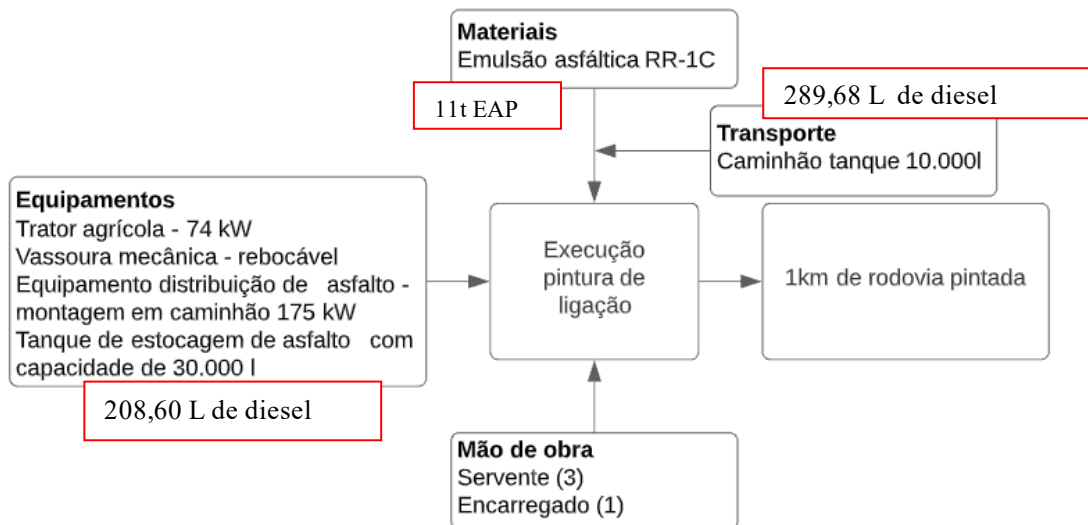 Materiais
Emulsão asfáltica RR-1C
11t EAP
289,68 L de diesel
Transporte
Caminhão tanque 10.000l
Equipamentos
Trator agrícola - 74 kW
Vassoura mecânica - rebocável
Equipamento distribuição de asfalto -
montagem em caminhão 175 kW
Tanque de estocagem de asfalto com
capacidade de 30.000 l
208,60 L de diesel
Execução
pintura de
ligação
1km de rodovia pintada
Mão de obra
Servente (3)
Encarregado (1)